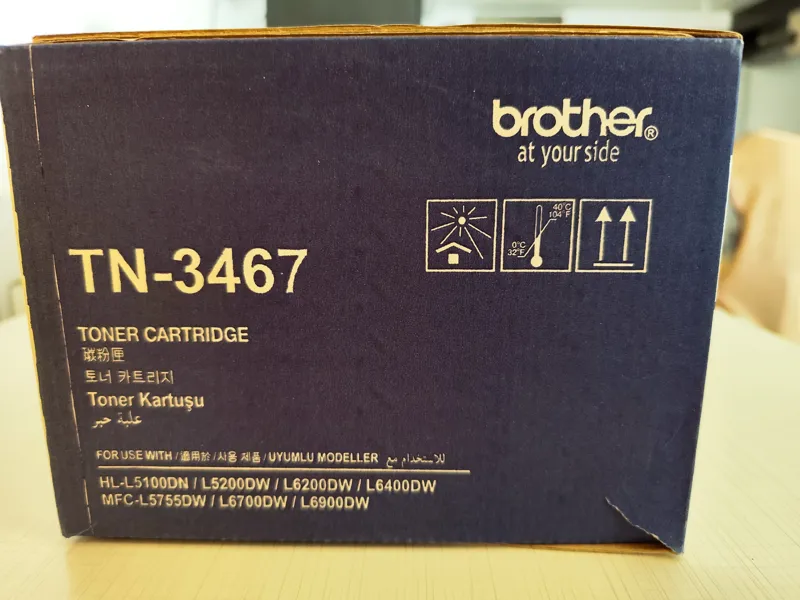 brother®
at your side
40°C
104°F
0°C
32°F
TN-3467
TONER CARTRIDGE
碳粉匣
토너 카트리지
Toner Kartuşu
علبة حبر
FOR USE WITH / 適用於 / 사용 제품 / UYUMLU MODELLER للاستخدام مع
HL-L5100DN / L5200DW / L6200DW / L6400DW
MFC-L5755DW / L6700DW / L6900DW